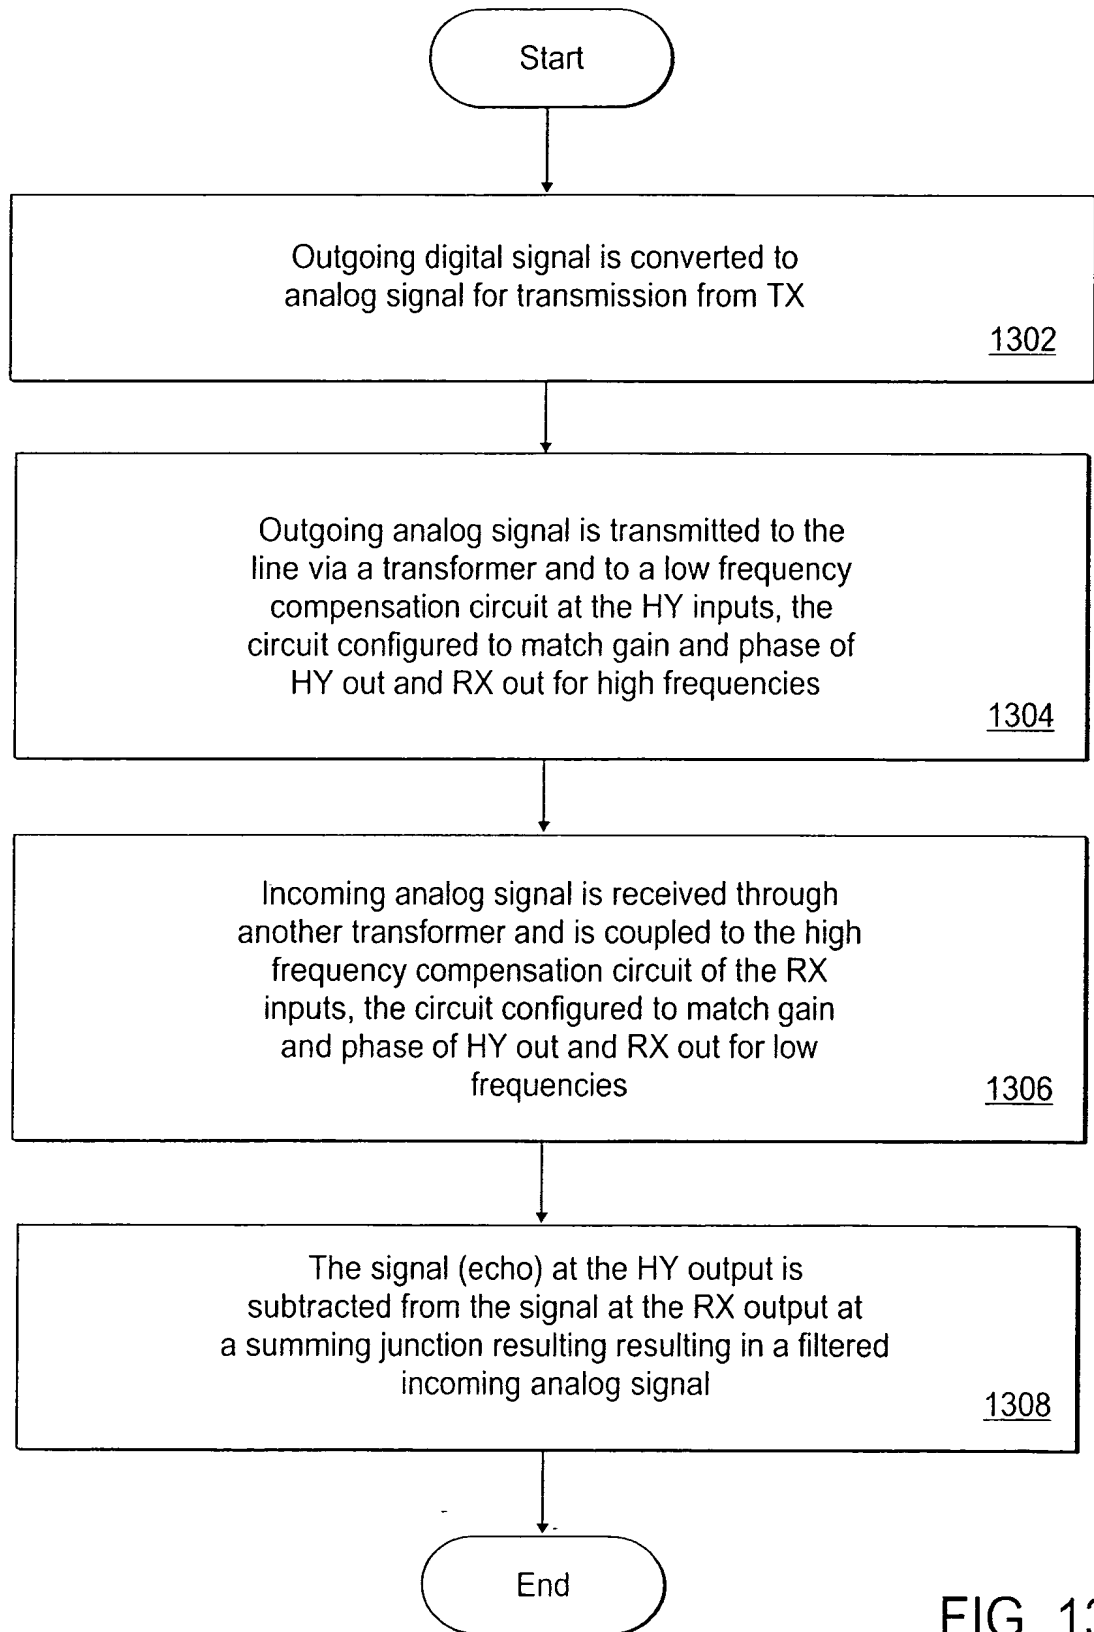 Start
Outgoing digital signal is converted to
analog signal for transmission from TX
1302
Outgoing analog signal is transmitted to the
line via a transformer and to a low frequency
compensation circuit at the HY inputs, the
circuit configured to match gain and phase of
HY out and RX out for high frequencies
1304
Incoming analog signal is received through
another transformer and is coupled to the high
frequency compensation circuit of the RX
inputs, the circuit configured to match gain
and phase of HY out and RX out for low
frequencies
1306
The signal (echo) at the HY output is
subtracted from the signal at the RX output at
a summing junction resulting resulting in a filtered
incoming analog signal
1308
End
FIG. 13